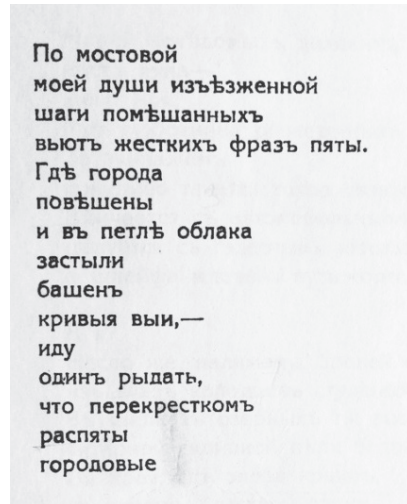 По мостовой
моей души изъѣзженной
шаги помѣшанныхъ
вьютъ жесткихъ фразъ пяты.
Гдѣ города
повѣшены
и въ петлѣ облака
застыли
башенъ
кривыя выи,—
иду
одинъ рыдать,
что перекресткомъ
распяты
городовые